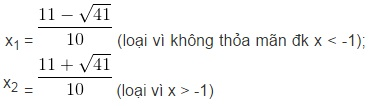 x₁ = (11 − √41)/10 (loại vì không thỏa mãn đk x < -1);
x₂ = (11 + √41)/10 (loại vì x > -1)